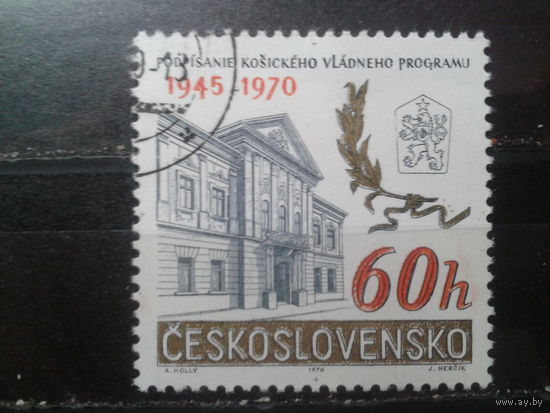 PODPÍSANIE KOŠICKÉHO VLÁDNEHO PROGRAMU
1945-1970
60h
ČESKOSLOVENSKO
A. HOLLÝ 1970 J. HERČÍK
www.ay.by